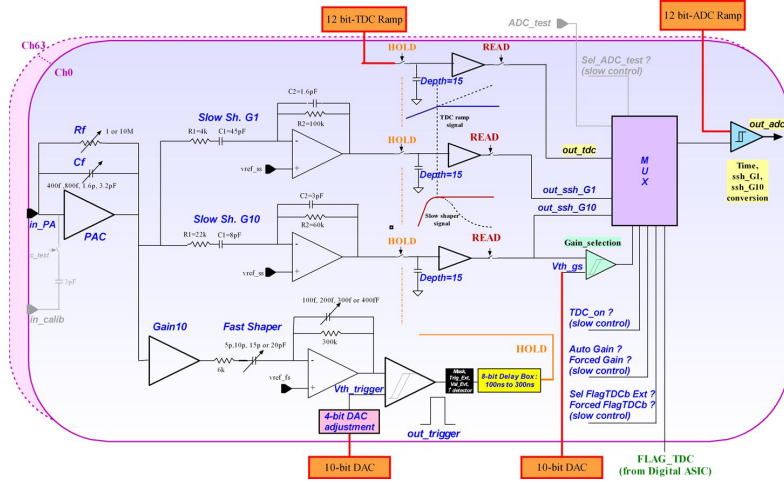 12 bit-TDC Ramp
ADC_test
12 bit-ADC Ramp
Ch63
Ch0
HOLD
READ
Sel_ADC_test ?
(slow control)
Depth=15
C2=1.6pF
R2=100k
Slow Sh. G1
R1=4k
C1=45pF
vref_ss
TDC ramp
signal
Rf
1 or 10M
Cf
400f ,800f, 1.6p, 3.2pF
HOLD
READ
out_tdc
M
U
X
out_adc
Time,
ssh_G1,
ssh_G10
conversion
Depth=15
out_ssh_G1
out_ssh_G10
in_PA
PAC
Slow Sh. G10
C2=3pF
R2=60k
R1=22k
C1=8pF
vref_ss
Slow shaper
signal
HOLD
READ
Gain_selection
Vth_gs
Depth=15
c_test
3pF
in_calib
TDC_on ?
(slow control)
Gain10
Fast Shaper
100f, 200f, 300f or 400fF
300k
5p,10p, 15p or 20pF
6k
vref_fs
HOLD
Auto Gain ?
Forced Gain ?
(slow control)
Vth_trigger
Mask,
Trig_Ext,
Val_Evt,
T detector
8-bit Delay Box :
100ns to 300ns
Sel FlagTDCb Ext ?
Forced FlagTDCb ?
(slow control)
4-bit DAC
adjustment
out_trigger
10-bit DAC
10-bit DAC
FLAG_TDC
(from Digital ASIC)